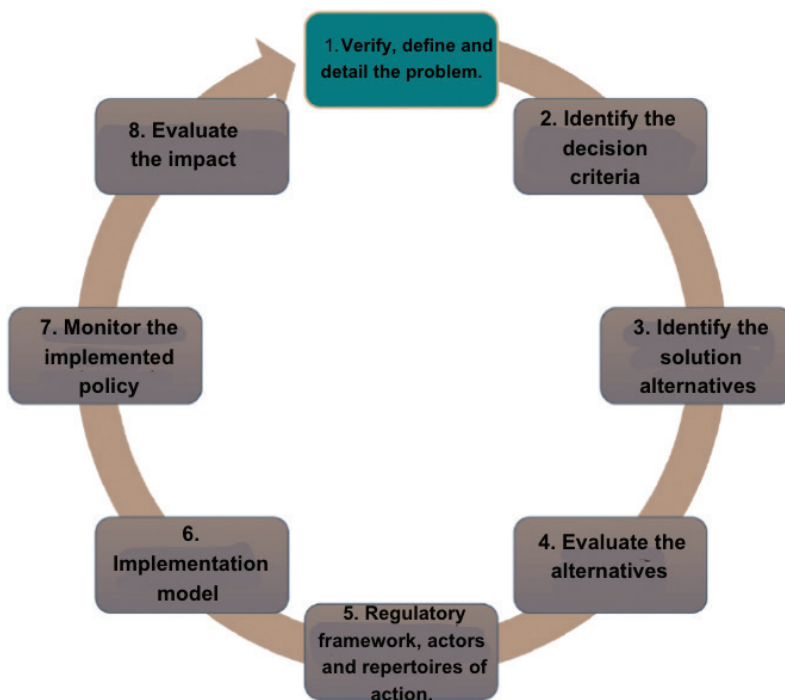 1. Verify, define and
detail the problem.
2. Identify the
decision
criteria
3. Identify the
solution
alternatives
4. Evaluate the
alternatives
5. Regulatory
framework, actors
and repertoires of
action.
6.
Implementation
model
7. Monitor the
implemented
policy
8. Evaluate
the impact